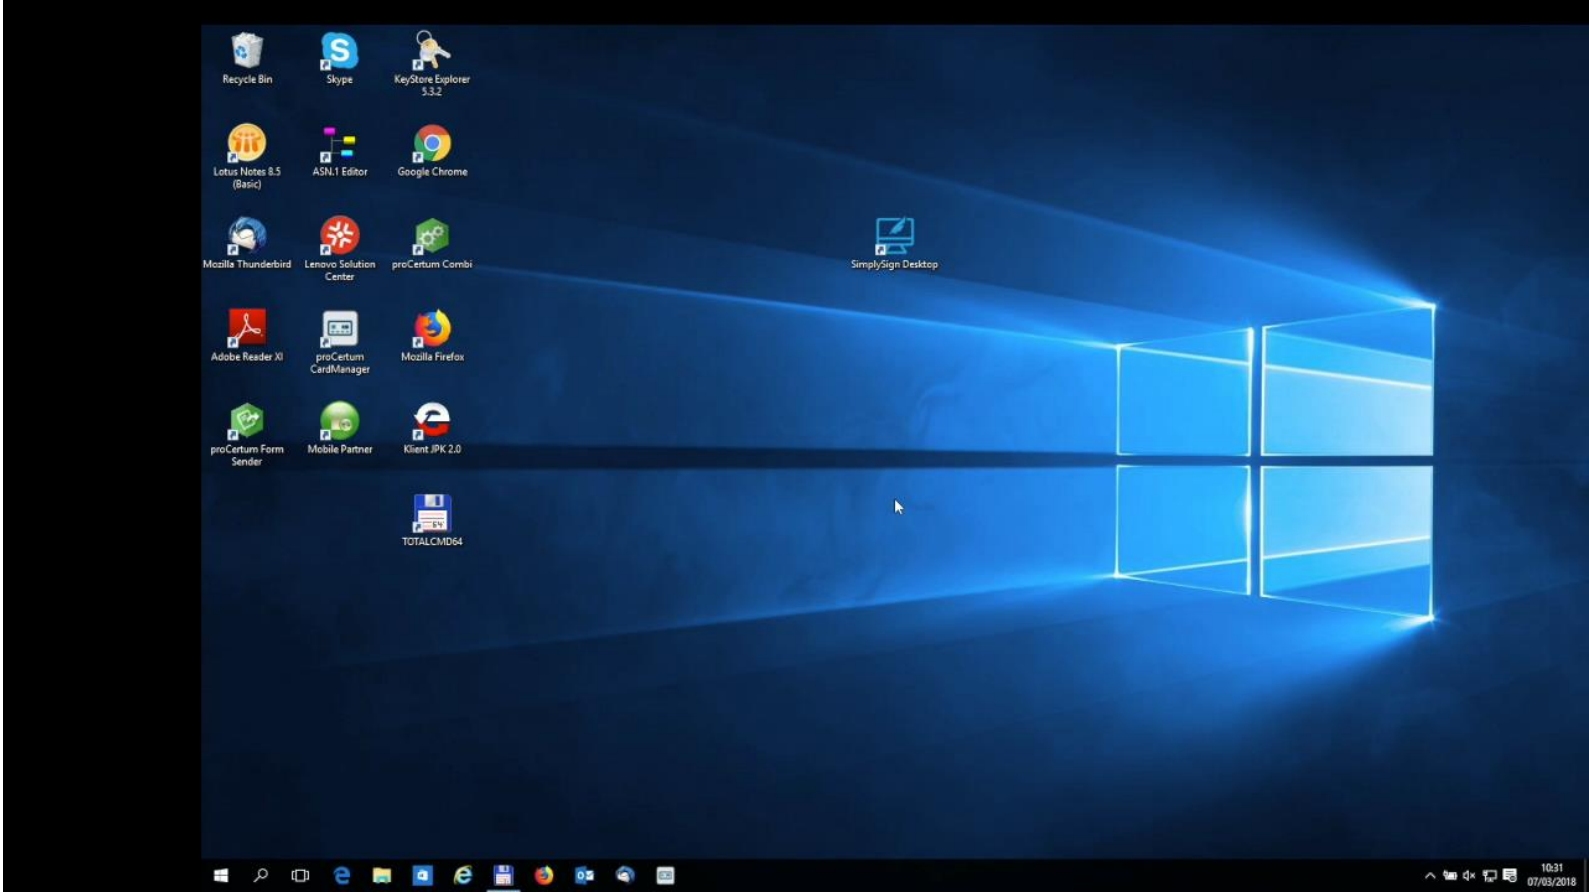 Recycle Bin
Skype
KeyStore Explorer
5.3.2
Lotus Notes 8.5
(Basic)
ASN.1 Editor
Google Chrome
Mozilla Thunderbird
Lenovo Solution
Center
proCertum Combi
SimplySign Desktop
Adobe Reader XI
proCertum
CardManager
Mozilla Firefox
proCertum Form
Sender
Mobile Partner
Klient JPK 2.0
64
TOTALCMD64
10:31
07/03/2018